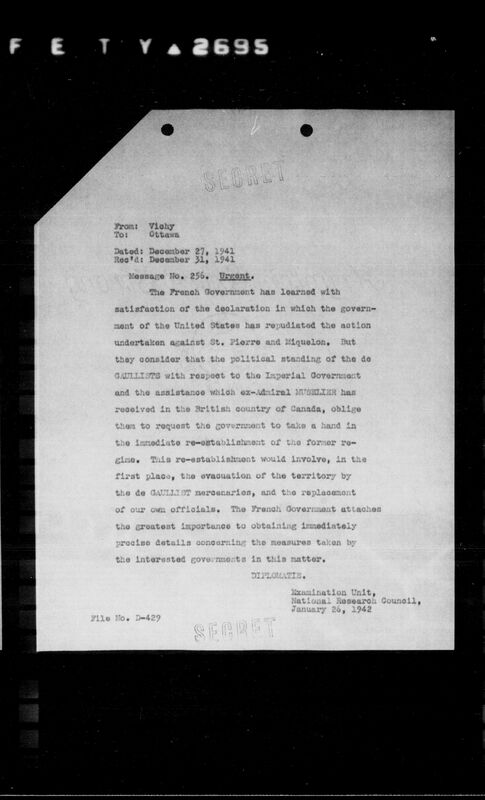 F E T Y ▲ 2695
SECRET
From: Vichy
To: Ottawa
Dated: December 27, 1941
Rec'd: December 31, 1941
Message No. 256. Urgent.
The French Government has learned with
satisfaction of the declaration in which the govern-
ment of the United States has repudiated the action
undertaken against St. Pierre and Miquelon. But
they consider that the political standing of the de
GAULLISTS with respect to the Imperial Government
and the assistance which ex-Admiral MUSELIER has
received in the British country of Canada, oblige
them to request the government to take a hand in
the immediate re-establishment of the former re-
gime. This re-establishment would involve, in the
first place, the evacuation of the territory by
the de GAULLIST mercenaries, and the replacement
of our own officials. The French Government attaches
the greatest importance to obtaining immediately
precise details concerning the measures taken by
the interested governments in this matter.
DIPLOMATIE.
Examination Unit,
National Research Council,
January 26, 1942
File No. D-429
SECRET